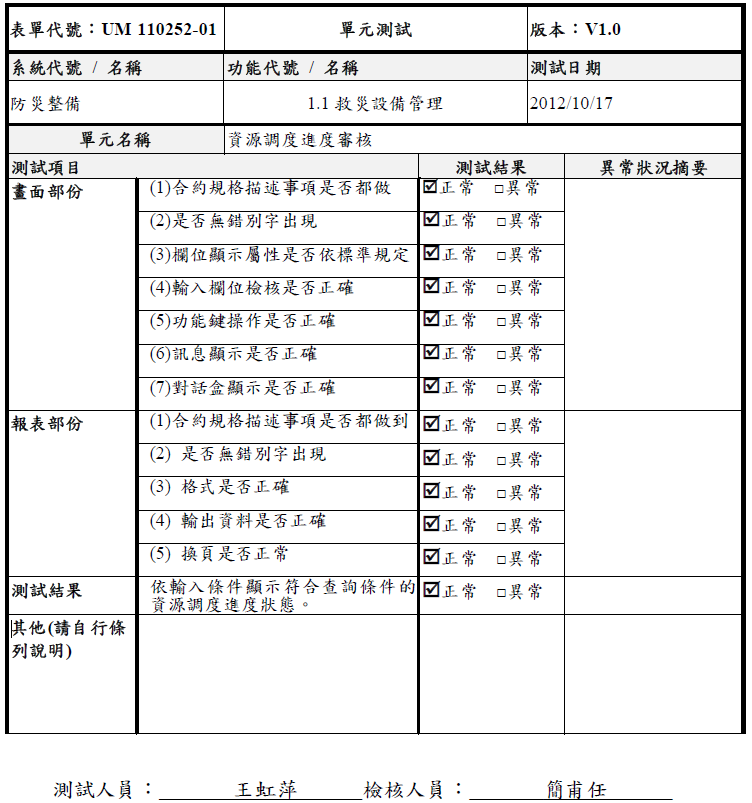 表單代號：UM 110252-01 單元測試 版本：V1.0
系統代號 / 名稱 功能代號 / 名稱 測試日期
防災整備 1.1 救災設備管理 2012/10/17
單元名稱 資源調度進度審核
測試項目 測試結果 異常狀況摘要
畫面部份 (1)合約規格描述事項是否都做 ☑正常 □異常
(2)是否無錯別字出現 ☑正常 □異常
(3)欄位顯示屬性是否依標準規定 ☑正常 □異常
(4)輸入欄位檢核是否正確 ☑正常 □異常
(5)功能鍵操作是否正確 ☑正常 □異常
(6)訊息顯示是否正確 ☑正常 □異常
(7)對話盒顯示是否正確 ☑正常 □異常
報表部份 (1)合約規格描述事項是否都做到 ☑正常 □異常
(2) 是否無錯別字出現 ☑正常 □異常
(3) 格式是否正確 ☑正常 □異常
(4) 輸出資料是否正確 ☑正常 □異常
(5) 換頁是否正常 ☑正常 □異常
測試結果 依輸入條件顯示符合查詢條件的 ☑正常 □異常
資源調度進度狀態。
其他(請自行條
列說明)
測試人員：王虹萍 檢核人員：簡甫任